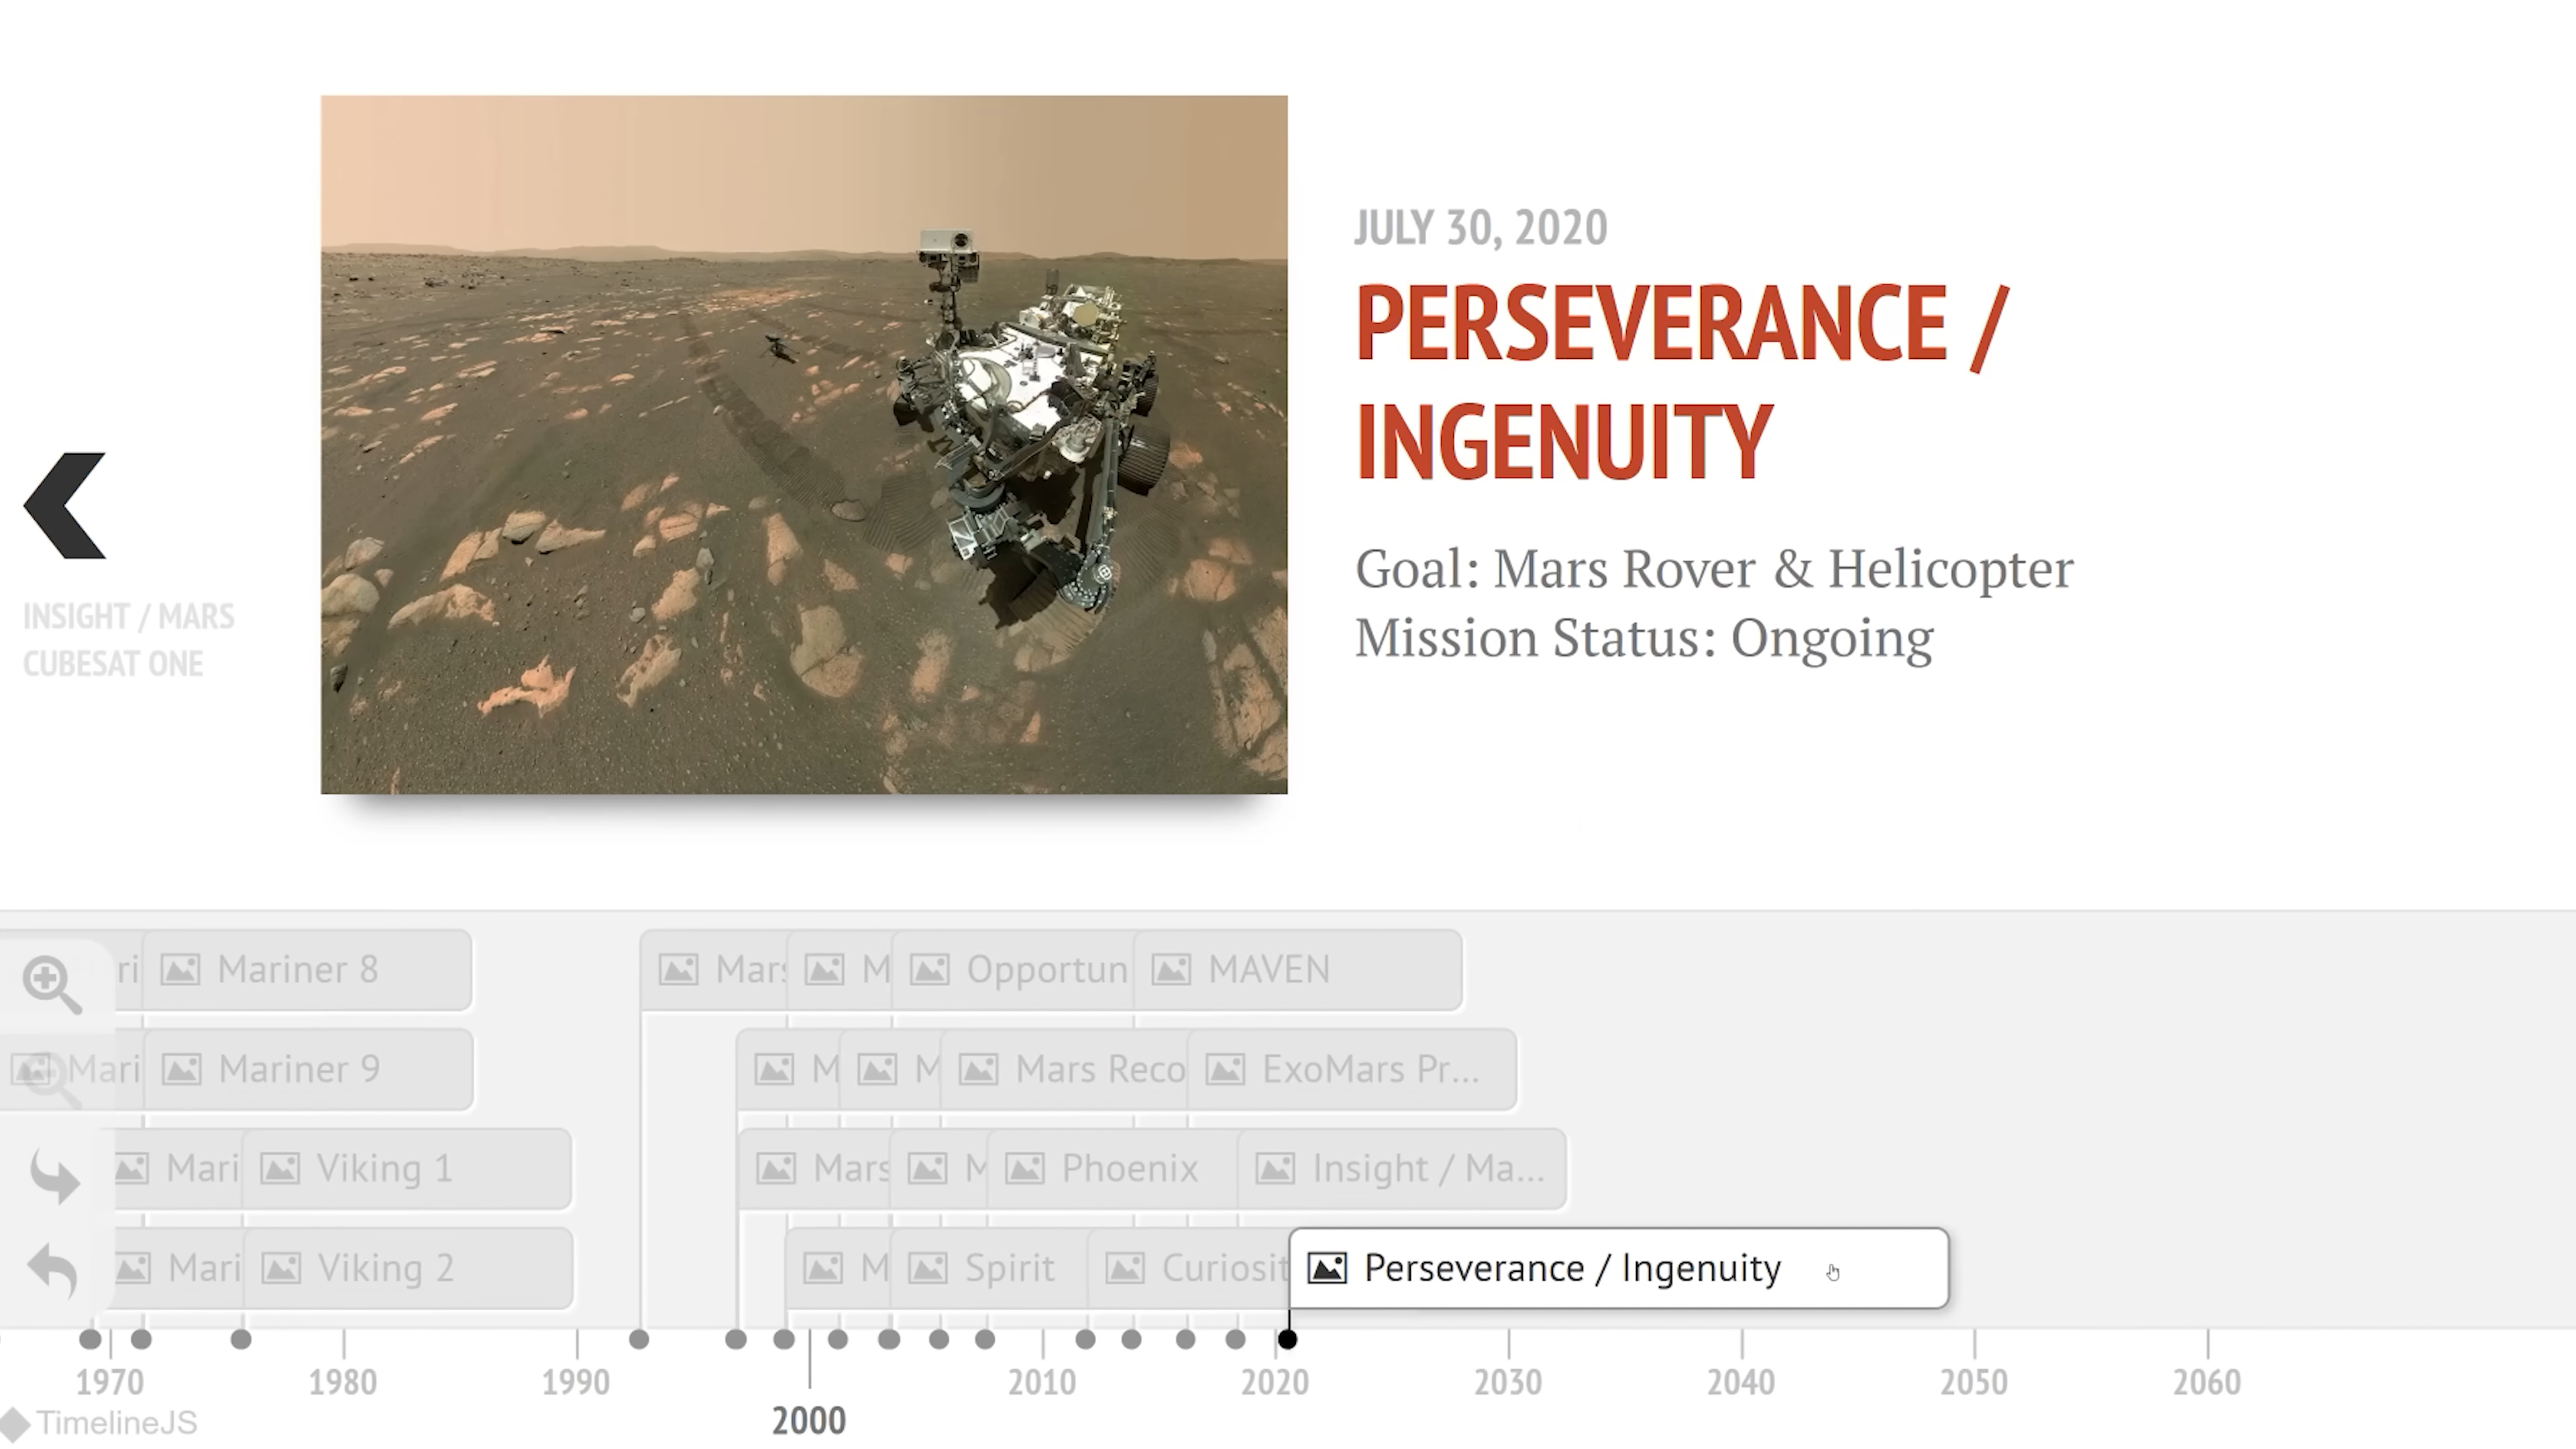 JULY 30, 2020
PERSEVERANCE /
INGENUITY
Goal: Mars Rover & Helicopter
Mission Status: Ongoing
INSIGHT / MARS
CUBESAT ONE
ri
Mariner 8
Mars
M
Opportun
MAVEN
Mari
Mariner 9
M
M
Mars Reco
ExoMars Pr...
Mari
Viking 1
Mars
M
Phoenix
Insight / Ma...
Mari
Viking 2
M
Spirit
Curiosit
Perseverance / Ingenuity
1970
1980
1990
2000
2010
2020
2030
2040
2050
2060
TimelineJS